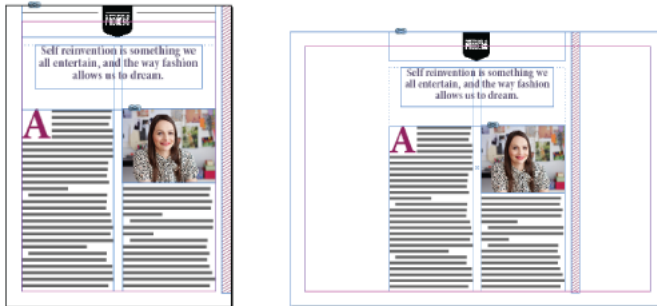 Self reinvention is something we
all entertain, and the way fashion
allows us to dream.
A
Self reinvention is something we
all entertain, and the way fashion
allows us to dream.
A